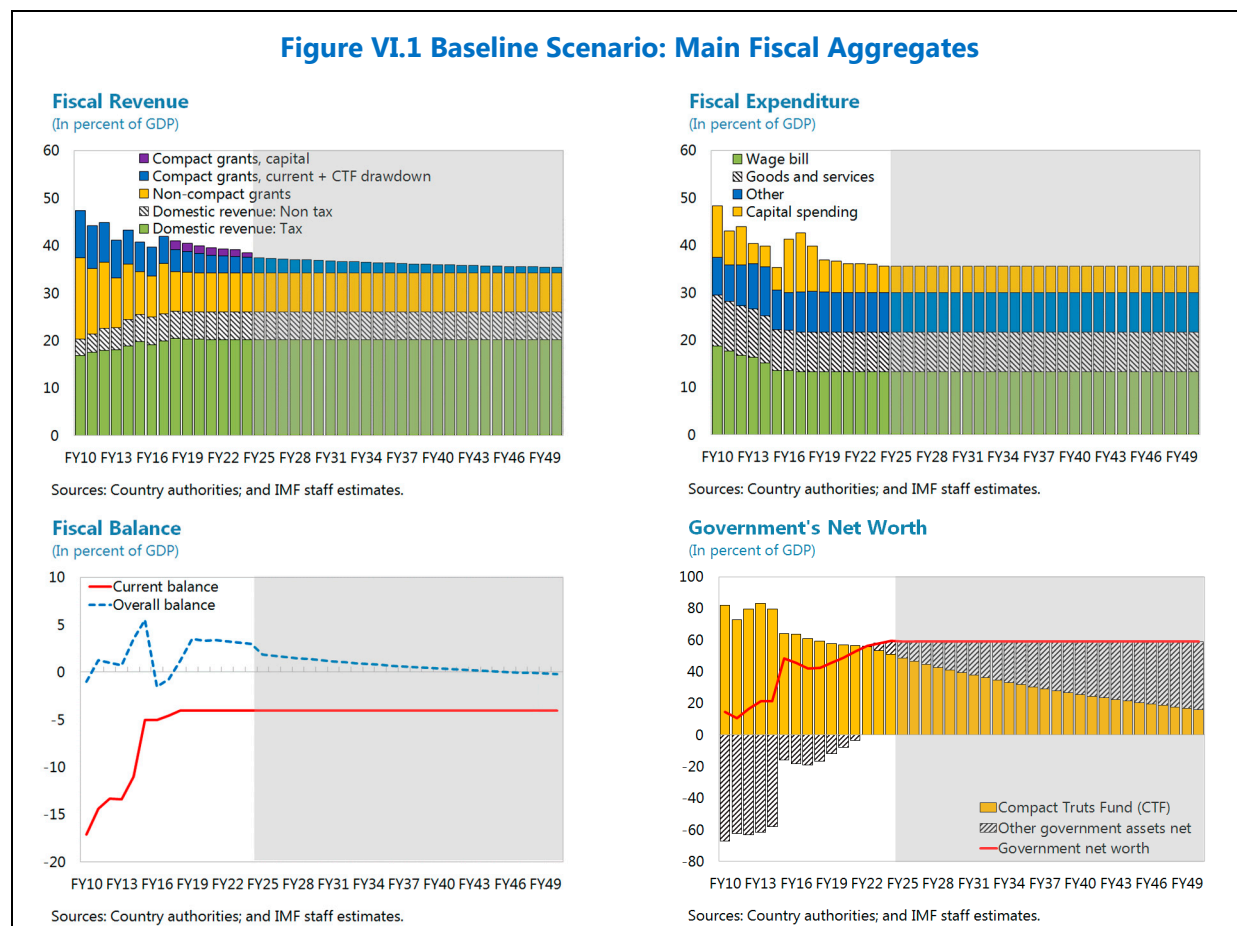 Figure VI.1 Baseline Scenario: Main Fiscal Aggregates
Fiscal Revenue
(In percent of GDP)
60
50
40
30
20
10
0
Compact grants, capital
Compact grants, current + CTF drawdown
Non-compact grants
Domestic revenue: Non tax
Domestic revenue: Tax
FY10 FY13 FY16 FY19 FY22 FY25 FY28 FY31 FY34 FY37 FY40 FY43 FY46 FY49
Sources: Country authorities; and IMF staff estimates.
Fiscal Expenditure
(In percent of GDP)
60
50
40
30
20
10
0
Wage bill
Goods and services
Other
Capital spending
FY10 FY13 FY16 FY19 FY22 FY25 FY28 FY31 FY34 FY37 FY40 FY43 FY46 FY49
Sources: Country authorities; and IMF staff estimates.
Fiscal Balance
(In percent of GDP)
10
5
0
-5
-10
-15
-20
Current balance
Overall balance
FY10 FY13 FY16 FY19 FY22 FY25 FY28 FY31 FY34 FY37 FY40 FY43 FY46 FY49
Sources: Country authorities; and IMF staff estimates.
Government's Net Worth
(In percent of GDP)
100
80
60
40
20
0
-20
-40
-60
-80
Compact Truts Fund (CTF)
Other government assets net
Government net worth
FY10 FY13 FY16 FY19 FY22 FY25 FY28 FY31 FY34 FY37 FY40 FY43 FY46 FY49
Sources: Country authorities; and IMF staff estimates.